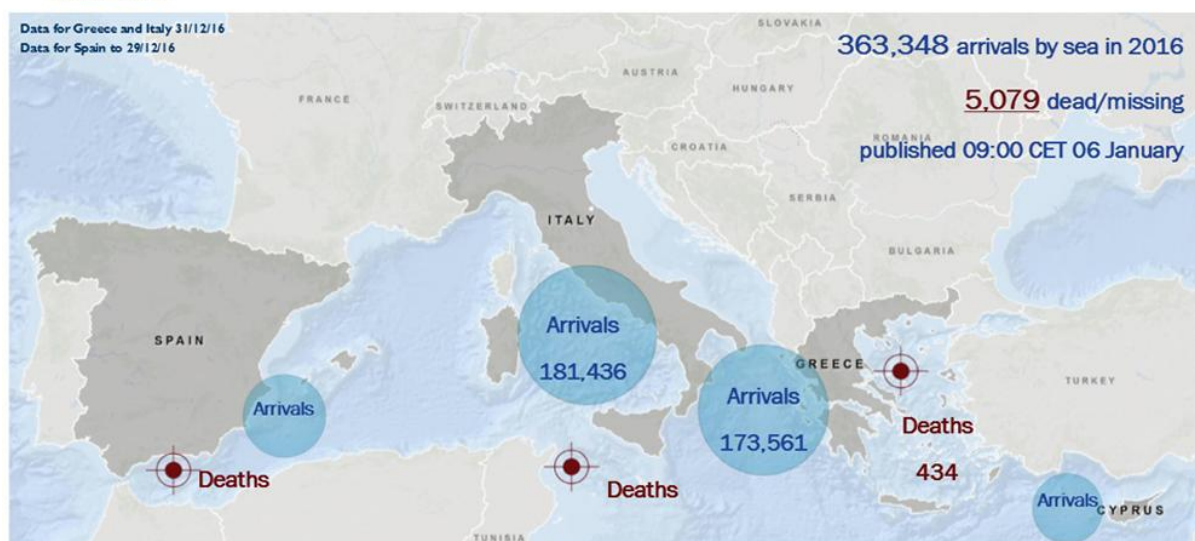 Data for Greece and Italy 31/12/16
Data for Spain to 29/12/16
363,348 arrivals by sea in 2016
5,079 dead/missing
published 09:00 CET 06 January
SLOVAKIA
AUSTRIA
FRANCE
SWITZERLAND
HUNGARY
ROMANIA
CROATIA
SERBIA
ITALY
BULGARIA
SPAIN
Arrivals
181,436
GREECE
TURKEY
Arrivals
173,561
Arrivals
Deaths
434
Deaths
Deaths
Arrivals
CYPRUS
TUNISIA